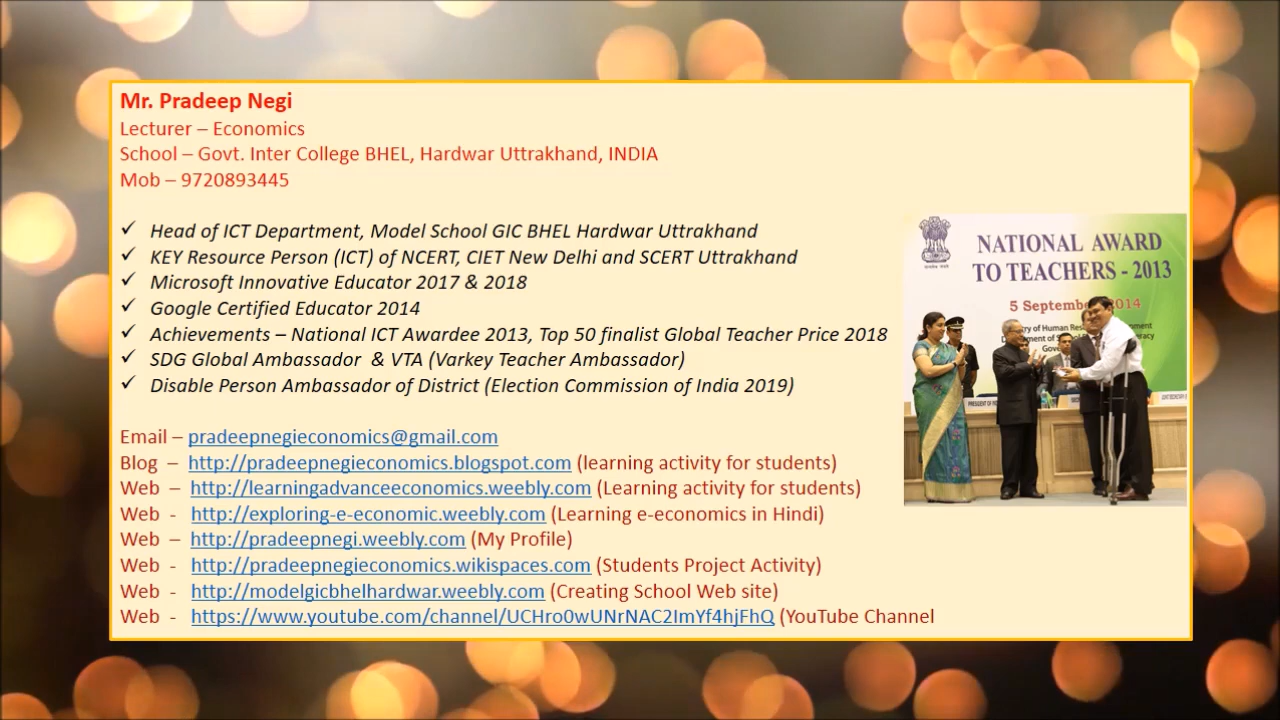 Mr. Pradeep Negi
Lecturer – Economics
School – Govt. Inter College BHEL, Hardwar Uttrakhand, INDIA
Mob – 9720893445
✓ Head of ICT Department, Model School GIC BHEL Hardwar Uttrakhand
✓ KEY Resource Person (ICT) of NCERT, CIET New Delhi and SCERT Uttrakhand
✓ Microsoft Innovative Educator 2017 & 2018
✓ Google Certified Educator 2014
✓ Achievements – National ICT Awardee 2013, Top 50 finalist Global Teacher Price 2018
✓ SDG Global Ambassador & VTA (Varkey Teacher Ambassador)
✓ Disable Person Ambassador of District (Election Commission of India 2019)
Email – pradeepnegieconomics@gmail.com
Blog – http://pradeepnegieconomics.blogspot.com (learning activity for students)
Web – http://learningadvanceeconomics.weebly.com (Learning activity for students)
Web - http://exploring-e-economic.weebly.com (Learning e-economics in Hindi)
Web – http://pradeepnegi.weebly.com (My Profile)
Web - http://pradeepnegieconomics.wikispaces.com (Students Project Activity)
Web - http://modelgicbhelhardwar.weebly.com (Creating School Web site)
Web - https://www.youtube.com/channel/UCHro0wUNrNAC2ImYf4hjFhQ (YouTube Channel
NATIONAL AWARD
TO TEACHERS - 2013
5 Septembe 2014
of Human